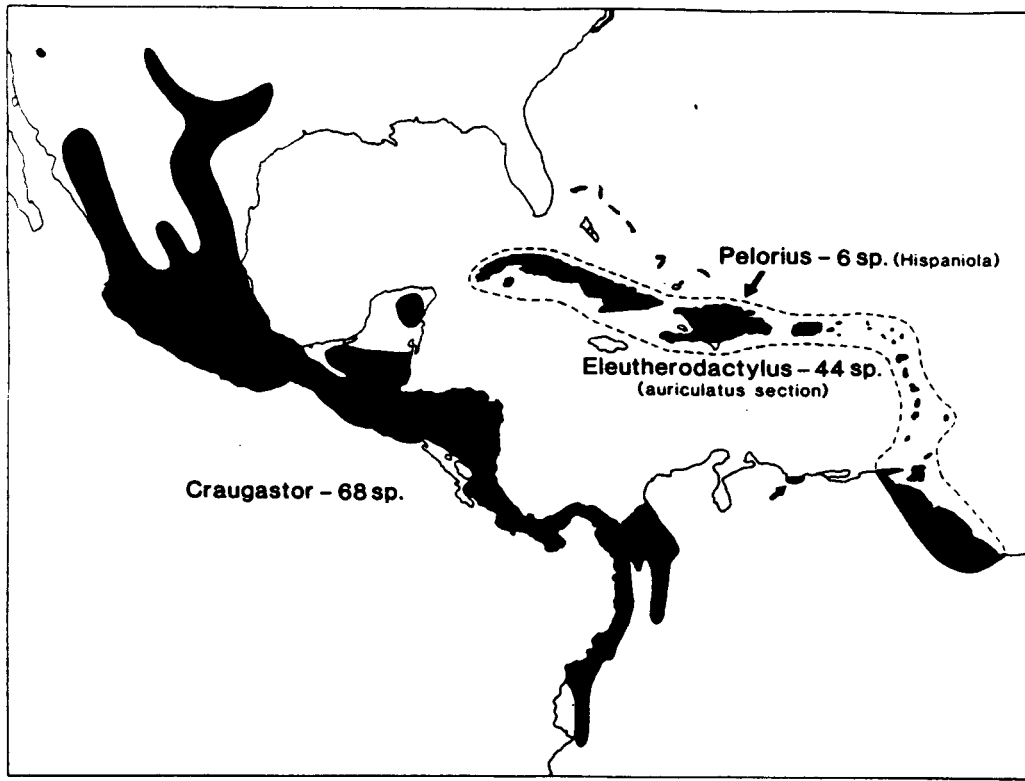 Pelorius – 6 sp. (Hispaniola)
Eleutherodactylus – 44 sp.
(auriculatus section)
Craugastor – 68 sp.